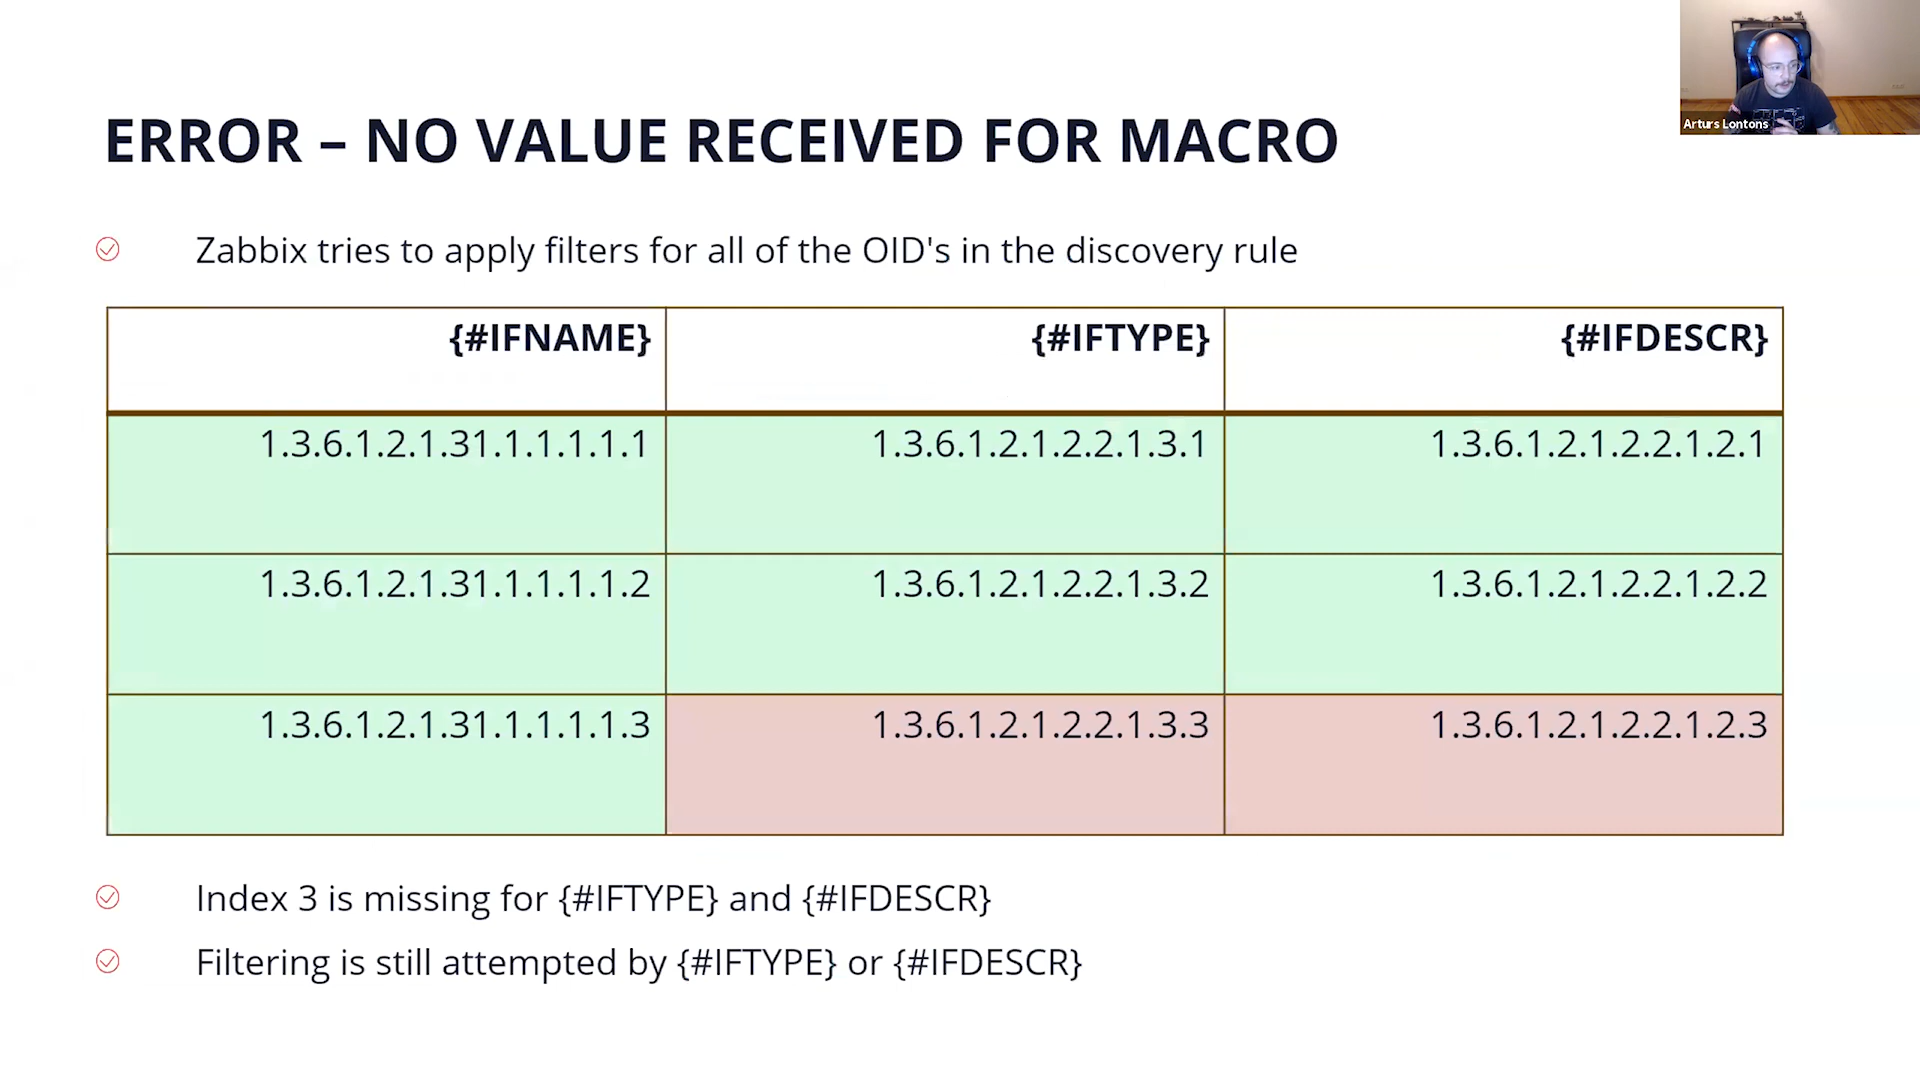 Arturs Lontons
ERROR – NO VALUE RECEIVED FOR MACRO
Zabbix tries to apply filters for all of the OID's in the discovery rule
{#IFNAME} {#IFTYPE} {#IFDESCR}
1.3.6.1.2.1.31.1.1.1.1.1 1.3.6.1.2.1.2.2.1.3.1 1.3.6.1.2.1.2.2.1.2.1
1.3.6.1.2.1.31.1.1.1.1.2 1.3.6.1.2.1.2.2.1.3.2 1.3.6.1.2.1.2.2.1.2.2
1.3.6.1.2.1.31.1.1.1.1.3 1.3.6.1.2.1.2.2.1.3.3 1.3.6.1.2.1.2.2.1.2.3
Index 3 is missing for {#IFTYPE} and {#IFDESCR}
Filtering is still attempted by {#IFTYPE} or {#IFDESCR}